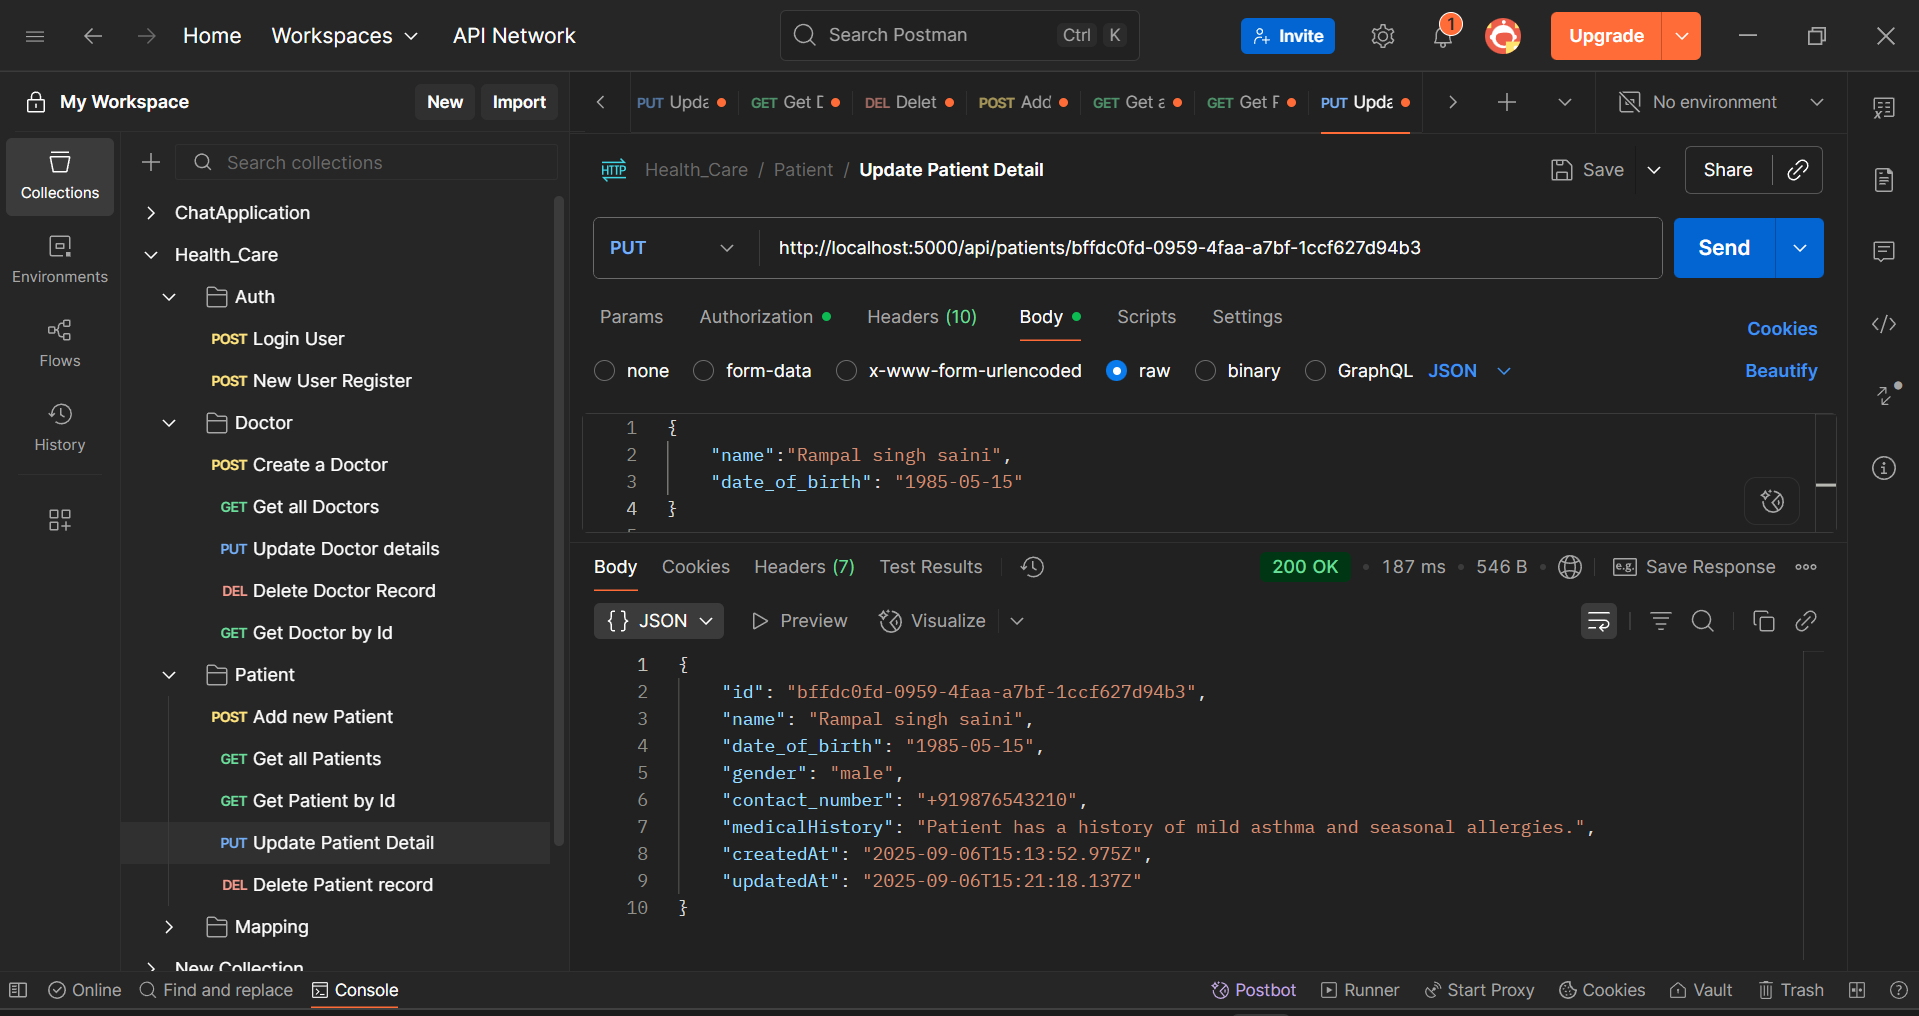 Home Workspaces API Network Search Postman Ctrl K Invite 1 Upgrade
My Workspace New Import
PUT Upda GET Get D DEL Delet POST Add GET Get a GET Get P PUT Upda No environment
Collections
Environments
Flows
History
Search collections
ChatApplication
Health_Care
Auth
POST Login User
POST New User Register
Doctor
POST Create a Doctor
GET Get all Doctors
PUT Update Doctor details
DEL Delete Doctor Record
GET Get Doctor by Id
Patient
POST Add new Patient
GET Get all Patients
GET Get Patient by Id
PUT Update Patient Detail
DEL Delete Patient record
Mapping
New Collection
HTTP Health_Care / Patient / Update Patient Detail Save Share
PUT http://localhost:5000/api/patients/bffdc0fd-0959-4faa-a7bf-1ccf627d94b3 Send
Params Authorization Headers (10) Body Scripts Settings Cookies
none form-data x-www-form-urlencoded raw binary GraphQL JSON Beautify
1 {
2 "name":"Rampal singh saini",
3 "date_of_birth": "1985-05-15"
4 }
5
Body Cookies Headers (7) Test Results 200 OK • 187 ms • 546 B • e.g. Save Response
{} JSON Preview Visualize
1 {
2 "id": "bffdc0fd-0959-4faa-a7bf-1ccf627d94b3",
3 "name": "Rampal singh saini",
4 "date_of_birth": "1985-05-15",
5 "gender": "male",
6 "contact_number": "+919876543210",
7 "medicalHistory": "Patient has a history of mild asthma and seasonal allergies.",
8 "createdAt": "2025-09-06T15:13:52.975Z",
9 "updatedAt": "2025-09-06T15:21:18.137Z"
10 }
Online Find and replace Console Postbot Runner Start Proxy Cookies Vault Trash